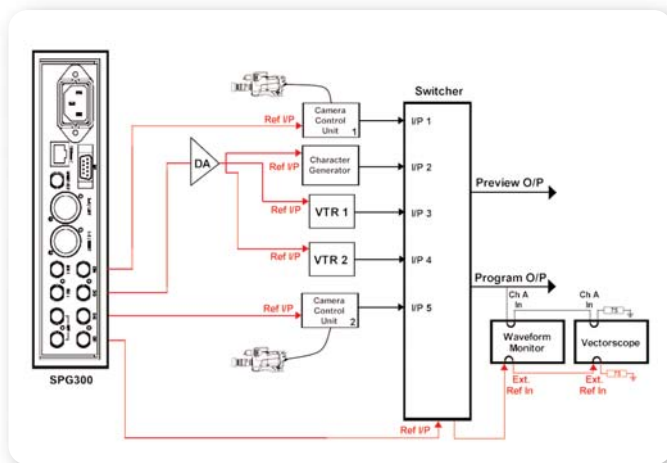 Switcher
Ref I/P
Camera
Control
Unit
1
I/P 1
DA
Ref I/P
Character
Generator
I/P 2
Preview O/P
Ref I/P
VTR 1
I/P 3
Ref I/P
VTR 2
I/P 4
Program O/P
Ref I/P
Camera
Control
Unit
2
I/P 5
Ch A
In
Ch A
In
75
Waveform
Monitor
Vectorscope
75
SPG300
Ext.
Ref In
Ext.
Ref In
Ref I/P